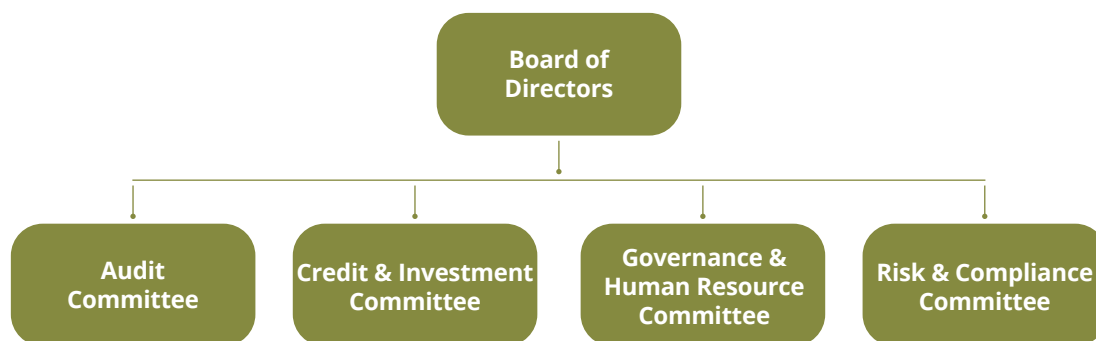 Board of
Directors
Audit
Committee
Credit & Investment
Committee
Governance &
Human Resource
Committee
Risk & Compliance
Committee